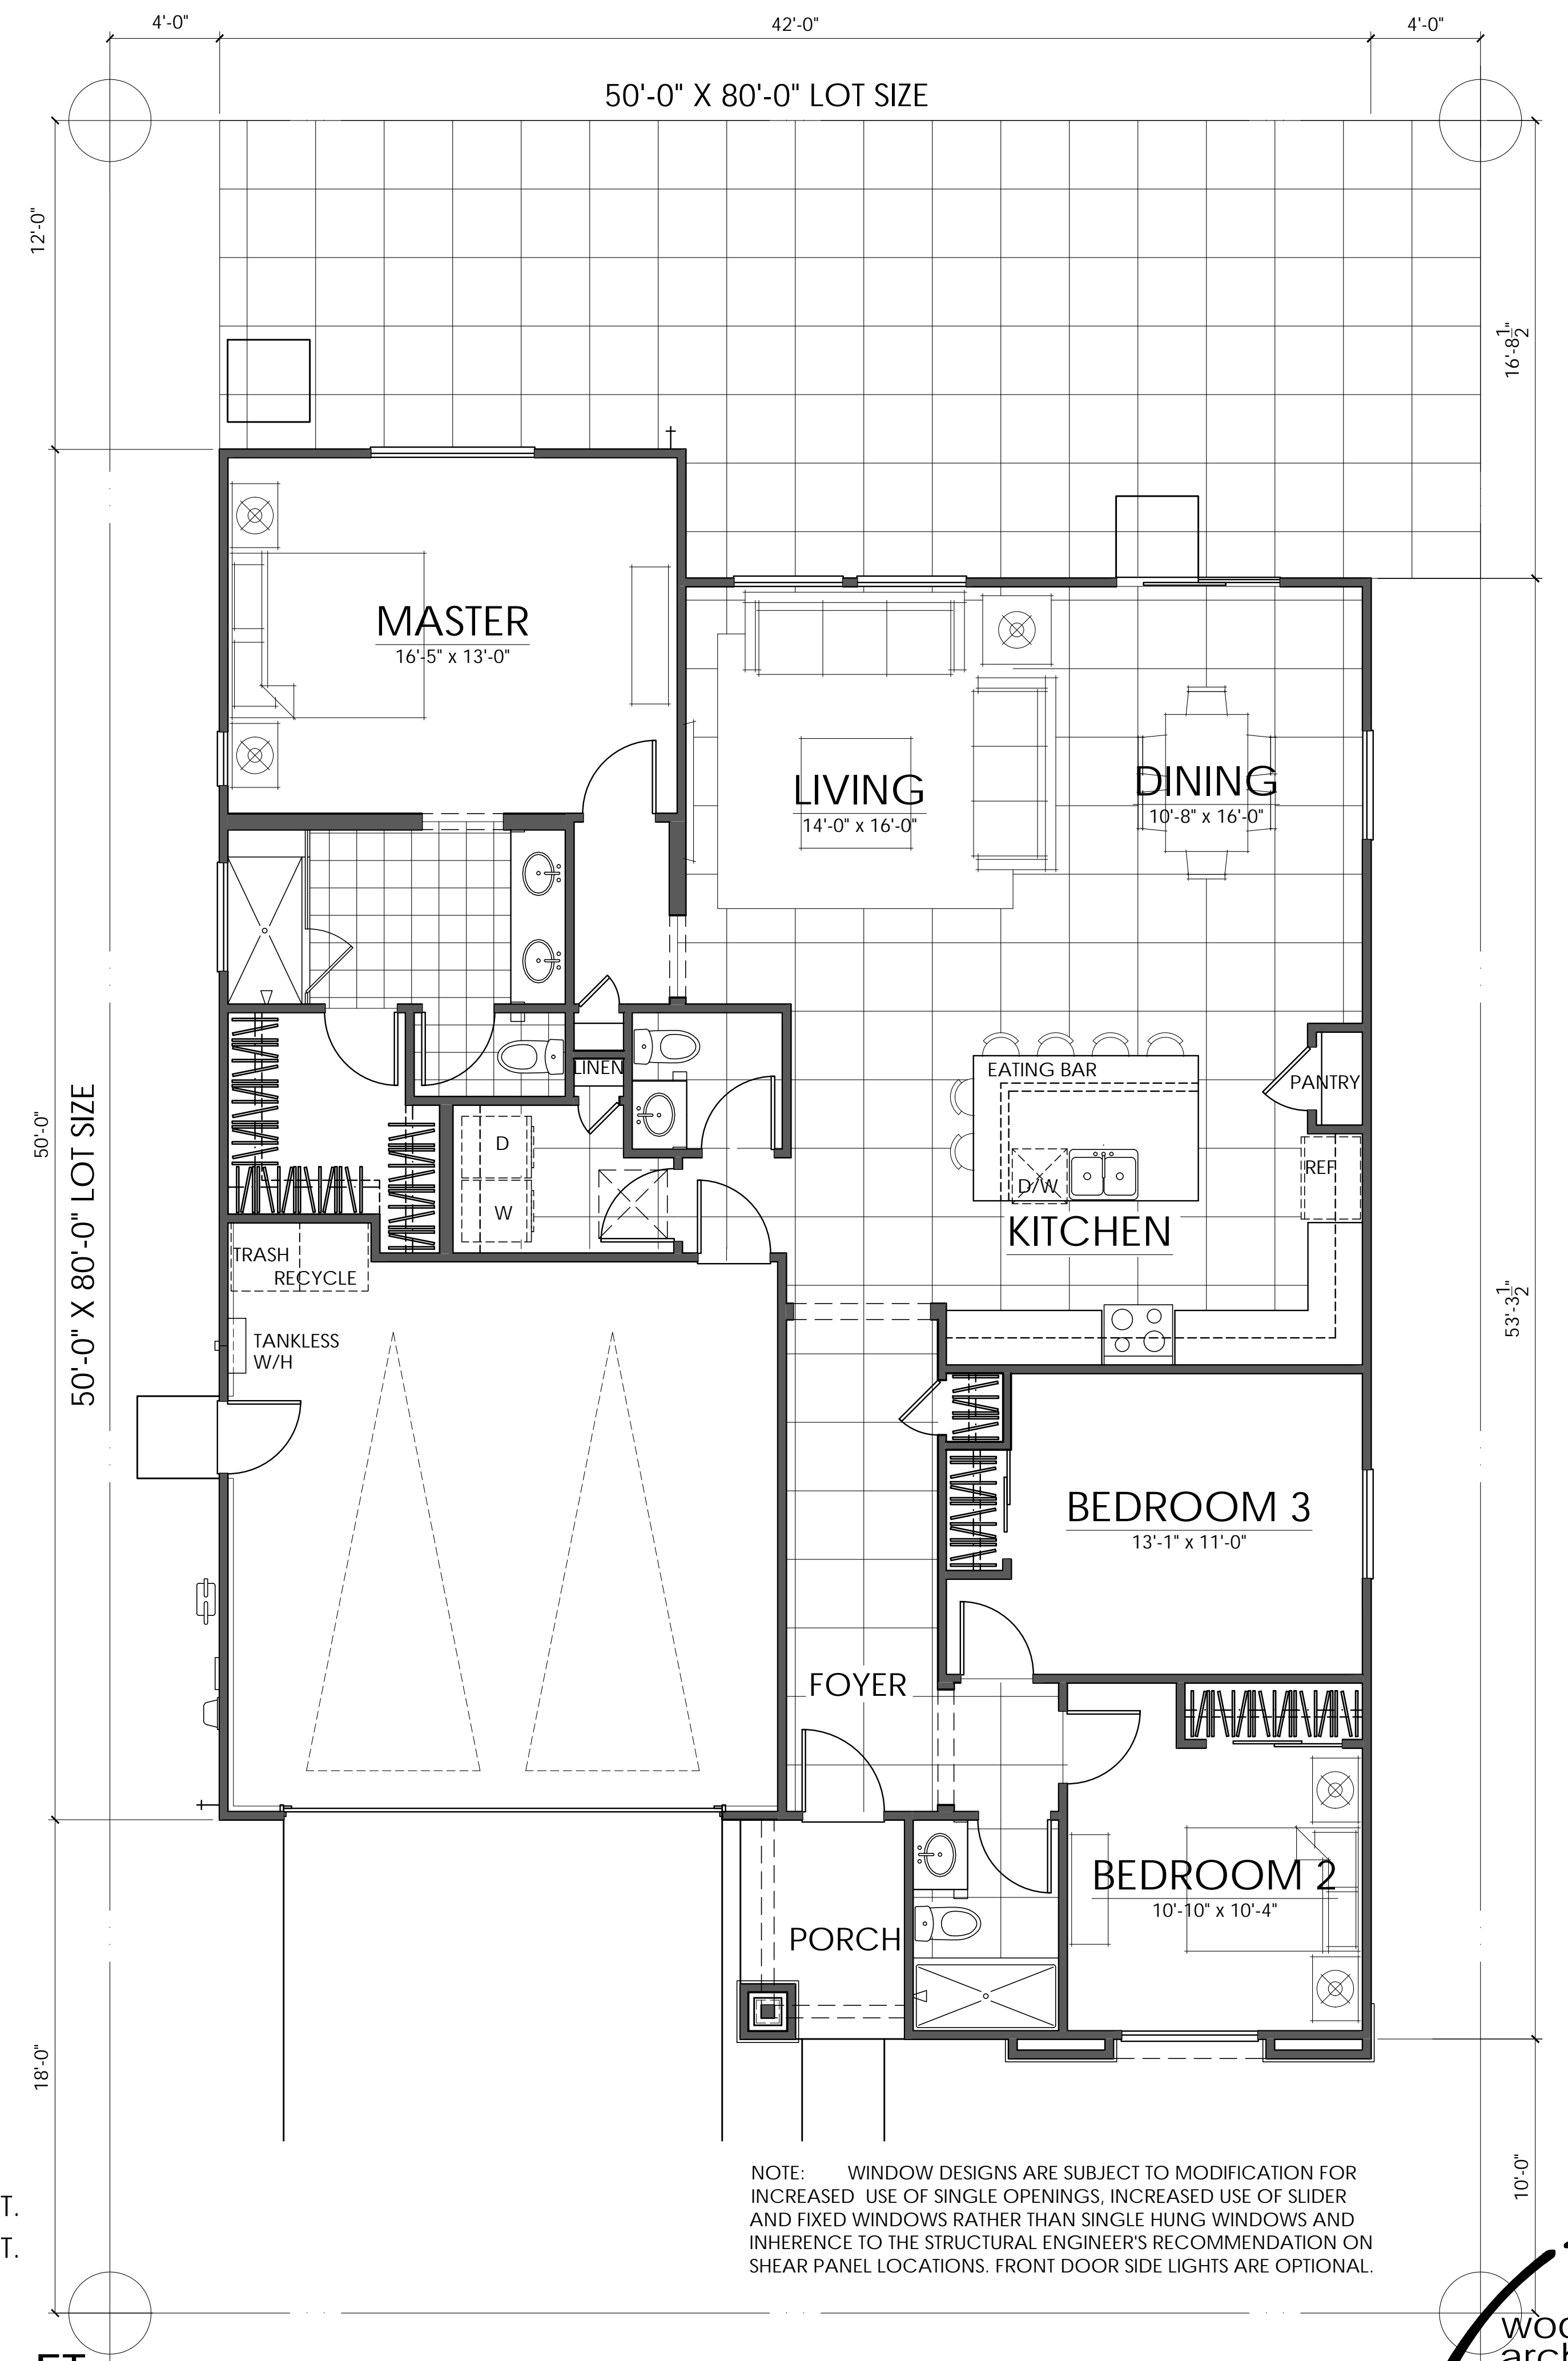 4'-0"
42'-0"
4'-0"
50'-0" X 80'-0" LOT SIZE
12'-0"
16'-8 1/2"
MASTER
16'-5" x 13'-0"
LIVING
14'-0" x 16'-0"
DINING
10'-8" x 16'-0"
LINEN
EATING BAR
PANTRY
50'-0"
50'-0" X 80'-0" LOT SIZE
D
W
D/W
REF
KITCHEN
TRASH
RECYCLE
TANKLESS
W/H
53'-3 1/2"
BEDROOM 3
13'-1" x 11'-0"
FOYER
BEDROOM 2
10'-10" x 10'-4"
PORCH
18'-0"
10'-0"
NOTE: WINDOW DESIGNS ARE SUBJECT TO MODIFICATION FOR
INCREASED USE OF SINGLE OPENINGS, INCREASED USE OF SLIDER
AND FIXED WINDOWS RATHER THAN SINGLE HUNG WINDOWS AND
INHERENCE TO THE STRUCTURAL ENGINEER'S RECOMMENDATION ON
SHEAR PANEL LOCATIONS. FRONT DOOR SIDE LIGHTS ARE OPTIONAL.
T.
T.